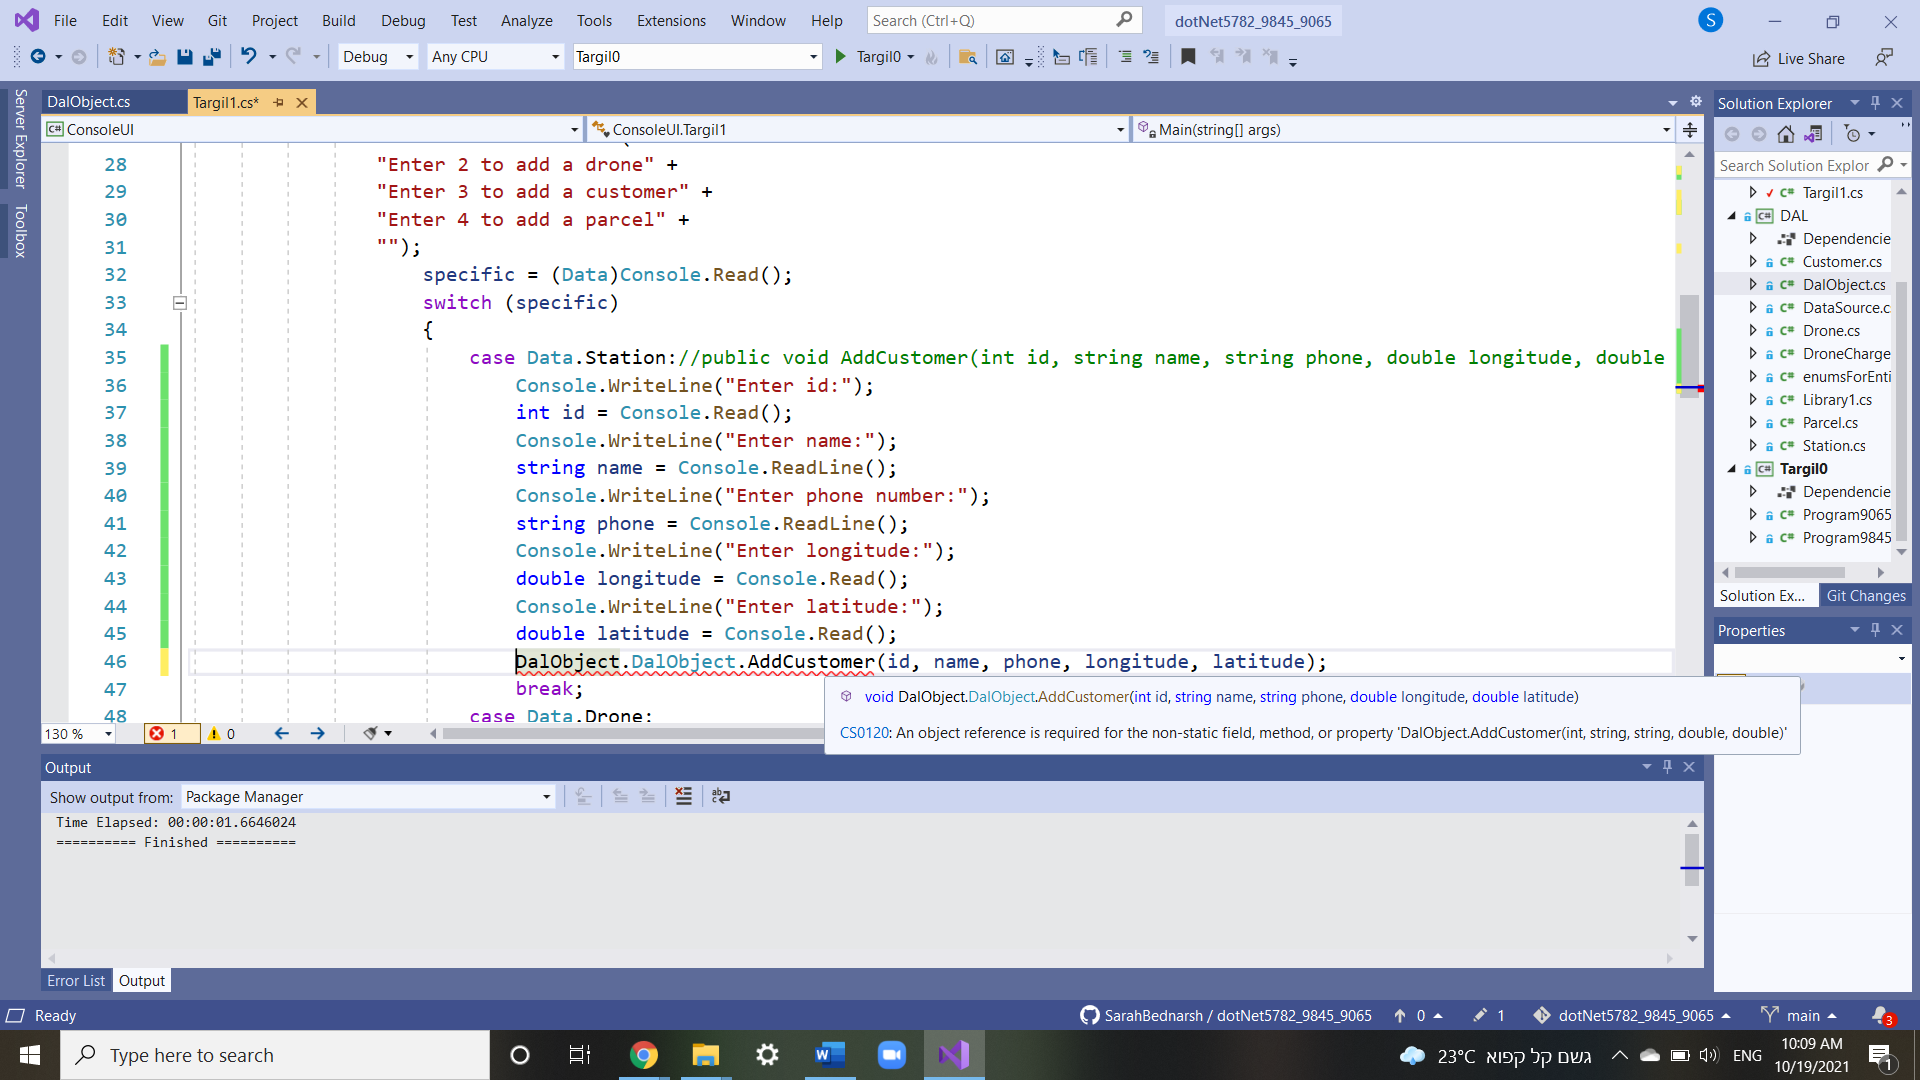 File Edit View Git Project Build Debug Test Analyze Tools Extensions Window Help Search (Ctrl+Q) dotNet5782_9845_9065 S
Debug Any CPU Targil0 Targil0 Live Share
Server Explorer
Toolbox
DalObject.cs Targil1.cs*
C# ConsoleUI ConsoleUI.Targil1 Main(string[] args)
28 "Enter 2 to add a drone" +
29 "Enter 3 to add a customer" +
30 "Enter 4 to add a parcel" +
31 "");
32 specific = (Data)Console.Read();
33 switch (specific)
34 {
35 case Data.Station://public void AddCustomer(int id, string name, string phone, double longitude, double
36 Console.WriteLine("Enter id:");
37 int id = Console.Read();
38 Console.WriteLine("Enter name:");
39 string name = Console.ReadLine();
40 Console.WriteLine("Enter phone number:");
41 string phone = Console.ReadLine();
42 Console.WriteLine("Enter longitude:");
43 double longitude = Console.Read();
44 Console.WriteLine("Enter latitude:");
45 double latitude = Console.Read();
46 DalObject.DalObject.AddCustomer(id, name, phone, longitude, latitude);
47 break;
48 case Data.Drone:
void DalObject.DalObject.AddCustomer(int id, string name, string phone, double longitude, double latitude)
CS0120: An object reference is required for the non-static field, method, or property 'DalObject.AddCustomer(int, string, string, double, double)'
130 % 1 0
Solution Explorer
Search Solution Explor
C# Targil1.cs
C# DAL
Dependencie
C# Customer.cs
C# DalObject.cs
C# DataSource.c
C# Drone.cs
C# DroneCharge
C# enumsForEnti
C# Library1.cs
C# Parcel.cs
C# Station.cs
C# Targil0
Dependencie
C# Program9065
C# Program9845
Solution Ex... Git Changes
Properties
Output
Show output from: Package Manager
Time Elapsed: 00:00:01.6646024
========== Finished ==========
Error List Output
Ready SarahBednarsh / dotNet5782_9845_9065 0 1 dotNet5782_9845_9065 main 3
Type here to search 23°C גשם קל קפוא ENG 10:09 AM 10/19/2021 1